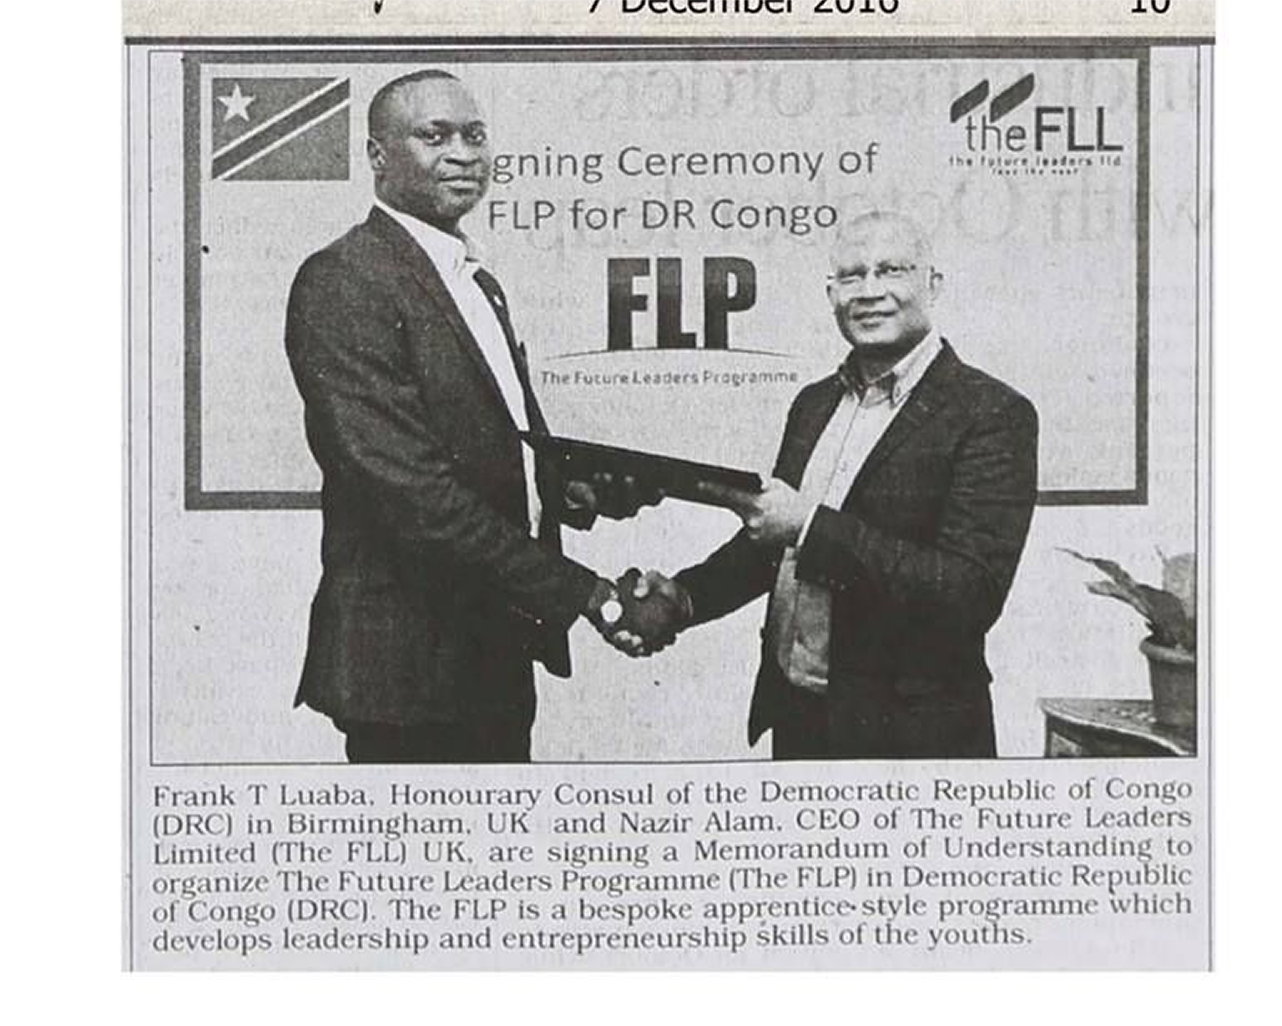 7 December 2016
10
the FLL
the future leaders ltd
gning Ceremony of
FLP for DR Congo
FLP
The Future Leaders Programme
Frank T Luaba, Honourary Consul of the Democratic Republic of Congo
(DRC) in Birmingham, UK and Nazir Alam, CEO of The Future Leaders
Limited (The FLL) UK, are signing a Memorandum of Understanding to
organize The Future Leaders Programme (The FLP) in Democratic Republic
of Congo (DRC). The FLP is a bespoke apprentice-style programme which
develops leadership and entrepreneurship skills of the youths.